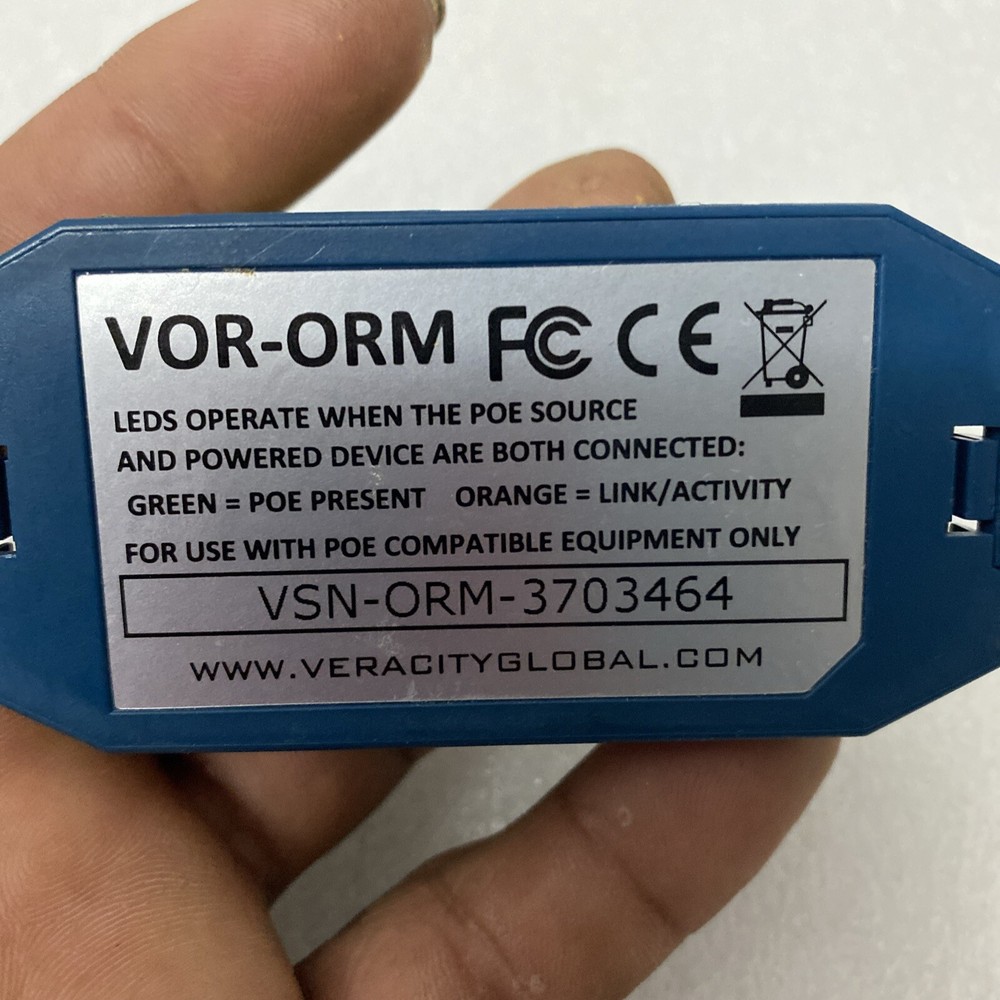 VOR-ORM FC CE
LEDS OPERATE WHEN THE POE SOURCE
AND POWERED DEVICE ARE BOTH CONNECTED:
GREEN = POE PRESENT ORANGE = LINK/ACTIVITY
FOR USE WITH POE COMPATIBLE EQUIPMENT ONLY
VSN-ORM-3703464
WWW.VERACITYGLOBAL.COM